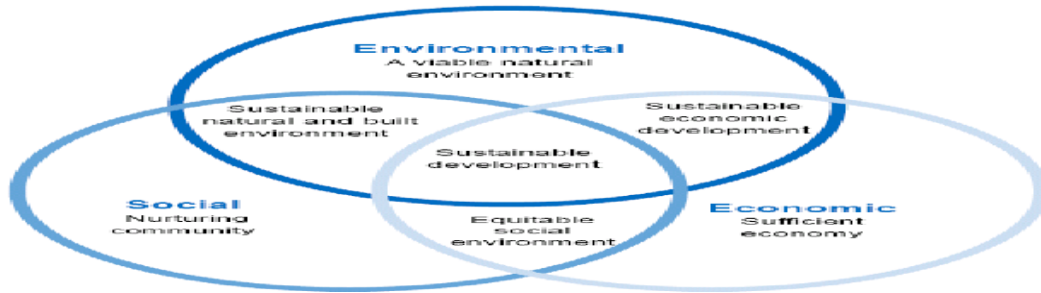 Environmental
A viable natural
environment
Sustainable
natural and built
environment
Sustainable
economic
development
Sustainable
development
Social
Nurturing
community
Equitable
social
environment
Economic
Sufficient
economy